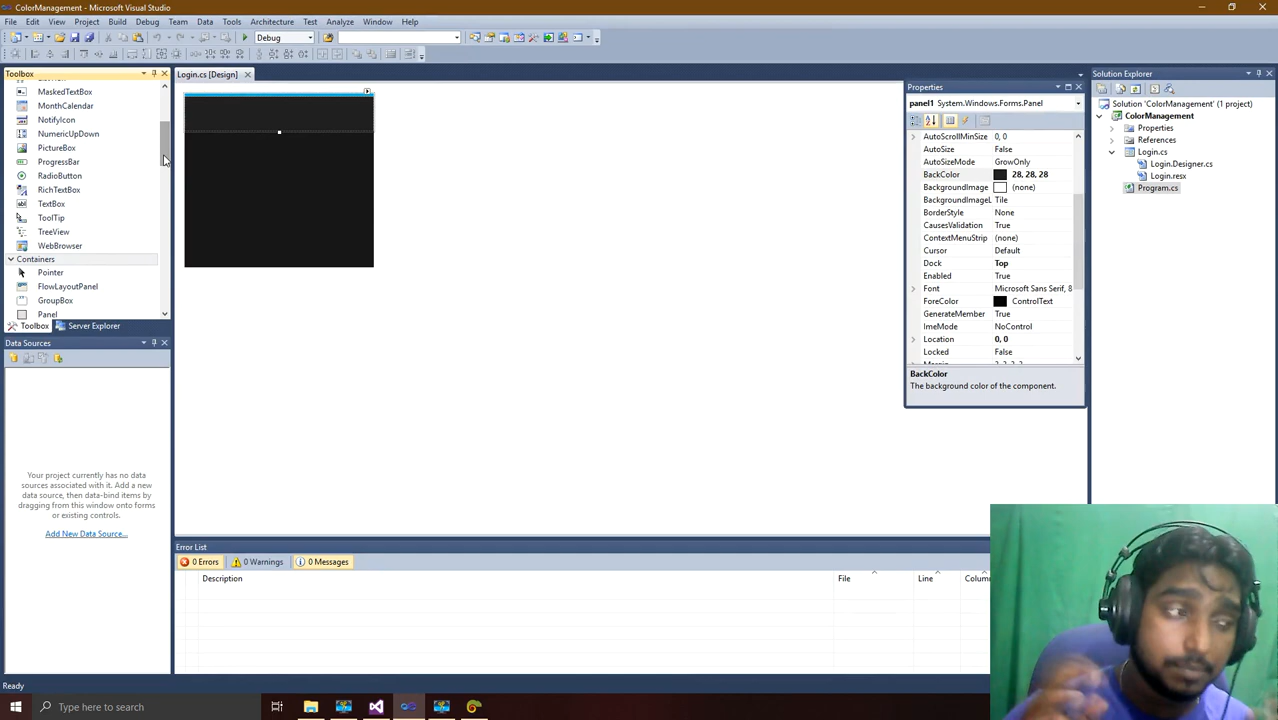 ColorManagement - Microsoft Visual Studio
File Edit View Project Build Debug Team Data Tools Architecture Test Analyze Window Help
Debug
Toolbox
MaskedTextBox
MonthCalendar
NotifyIcon
NumericUpDown
PictureBox
ProgressBar
RadioButton
RichTextBox
TextBox
ToolTip
TreeView
WebBrowser
Containers
Pointer
FlowLayoutPanel
GroupBox
Panel
Toolbox Server Explorer
Data Sources
Your project currently has no data
sources associated with it. Add a new
data source, then data-bind items by
dragging from this window onto forms
or existing controls.
Add New Data Source...
Login.cs [Design]
Properties
panel1 System.Windows.Forms.Panel
AutoScrollMinSize 0, 0
AutoSize False
AutoSizeMode GrowOnly
BackColor 28, 28, 28
BackgroundImage (none)
BackgroundImageL Tile
BorderStyle None
CausesValidation True
ContextMenuStrip (none)
Cursor Default
Dock Top
Enabled True
Font Microsoft Sans Serif, 8
ForeColor ControlText
GenerateMember True
ImeMode NoControl
Location 0, 0
Locked False
BackColor
The background color of the component.
Solution Explorer
Solution 'ColorManagement' (1 project)
ColorManagement
Properties
References
Login.cs
Login.Designer.cs
Login.resx
Program.cs
Error List
0 Errors 0 Warnings 0 Messages
Description File Line Column
Ready
Type here to search